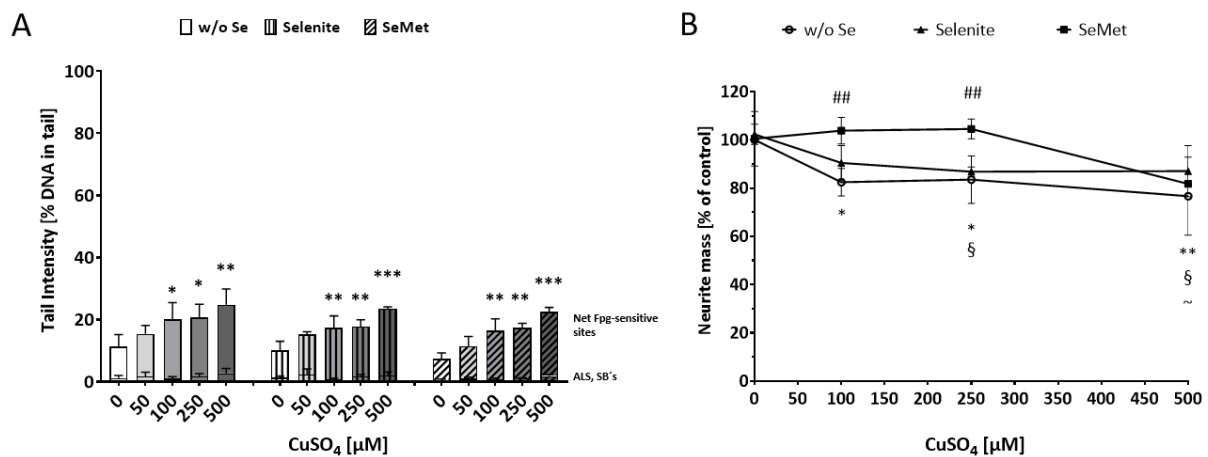 A
w/o Se Selenite SeMet
Tail Intensity [% DNA in tail]
100
80
60
40
20
0
* * **
** ** ***
** ** ***
Net Fpg-sensitive
sites
ALS, SB´s
0 50 100 250 500 0 50 100 250 500 0 50 100 250 500
CuSO₄ [µM]
B
w/o Se Selenite SeMet
Neurite mass [% of control]
120
100
80
60
40
20
0
## ##
* * **
§ §
~
0 50 100 150 200 250 300 350 400 450 500
CuSO₄ [µM]